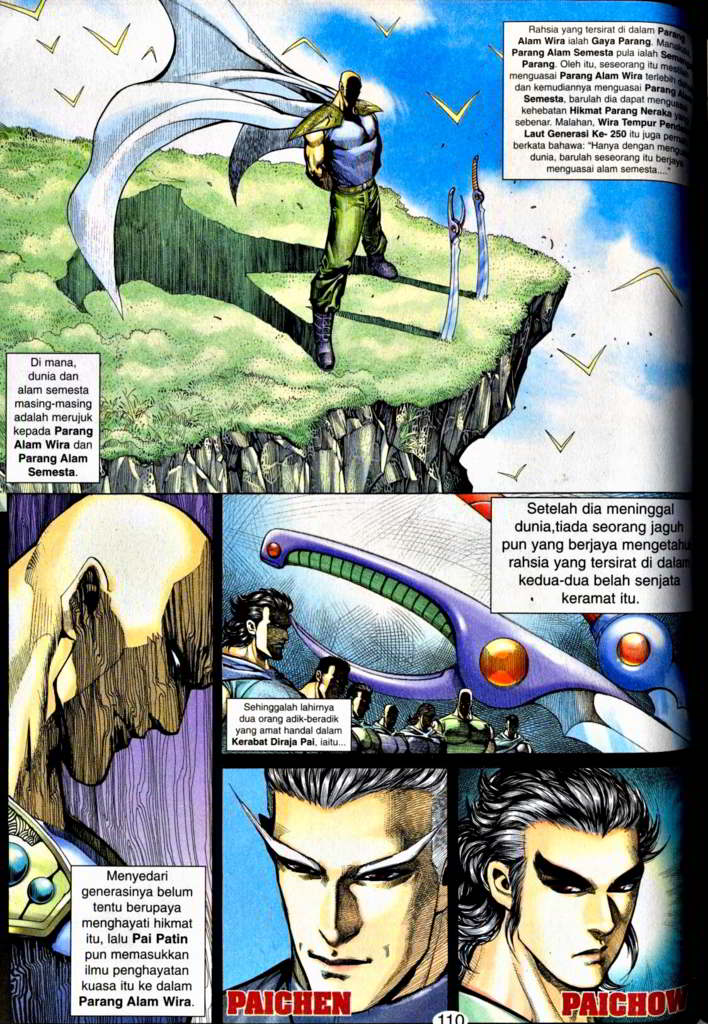 Rahsia yang tersirat di dalam Parang
Alam Wira ialah Gaya Parang.
Parang Alam Semesta pula ialah
Parang. Oleh itu, seseorang itu
menguasai Parang Alam Wira terlebih
dan kemudiannya menguasai Parang
Semesta, barulah dia dapat
kehebatan Hikmat Parang Neraka yang
sebenar. Malahan, Wira Tempur
Laut Generasi Ke- 250 itu juga
berkata bahawa: "Hanya dengan
dunia, barulah seseorang itu
menguasai alam semesta...."
Di mana,
dunia dan
alam semesta
masing-masing
adalah merujuk
kepada Parang
Alam Wira dan
Parang Alam
Semesta.
Setelah dia meninggal
dunia,tiada seorang jaguh
pun yang berjaya
rahsia yang tersirat di dalam
kedua-dua belah senjata
keramat itu.
Sehinggalah lahirnya
dua orang adik-beradik
yang amat handal dalam
Kerabat Diraja Pai, iaitu...
Menyedari
generasinya belum
tentu berupaya
menghayati hikmat
itu, lalu Pai Patin
pun memasukkan
ilmu penghayatan
kuasa itu ke dalam
Parang Alam Wira.
PAICHEN
PAICHOW
110